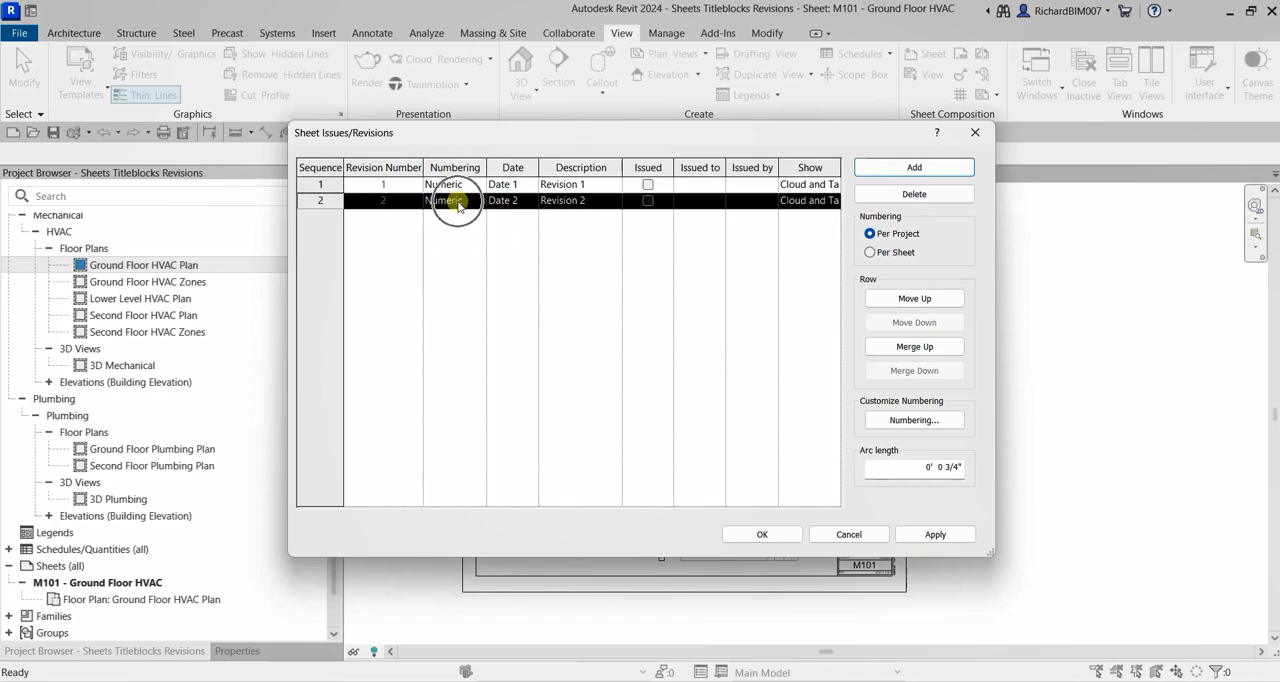 R Autodesk Revit 2024 - Sheets Titleblocks Revisions - Sheet: M101 - Ground Floor HVAC RichardBIM007 ?
File Architecture Structure Steel Precast Systems Insert Annotate Analyze Massing & Site Collaborate View Manage Add-Ins Modify
Visibility/ Graphics Show Hidden Lines Cloud Rendering Plan Views Drafting View Schedules Sheet
Filters Remove Hidden Lines Elevation Duplicate View Scope Box View
Thin Lines Cut Profile Twinmotion Legends
Modify View Templates Render 3D View Section Callout Switch Windows Close Inactive Tab Views Tile Views User Interface Canvas Theme
Select Graphics Presentation Create Sheet Composition Windows
Sheet Issues/Revisions ?
Project Browser - Sheets Titleblocks Revisions
Search
Mechanical
HVAC
Floor Plans
Ground Floor HVAC Plan
Ground Floor HVAC Zones
Lower Level HVAC Plan
Second Floor HVAC Plan
Second Floor HVAC Zones
3D Views
3D Mechanical
Elevations (Building Elevation)
Plumbing
Plumbing
Floor Plans
Ground Floor Plumbing Plan
Second Floor Plumbing Plan
3D Views
3D Plumbing
Elevations (Building Elevation)
Legends
Schedules/Quantities (all)
Sheets (all)
M101 - Ground Floor HVAC
Floor Plan: Ground Floor HVAC Plan
Families
Groups
Project Browser - Sheets Titleblocks Revisions Properties
Sequence Revision Number Numbering Date Description Issued Issued to Issued by Show
1 1 Numeric Date 1 Revision 1 Cloud and Ta
2 2 Numeric Date 2 Revision 2 Cloud and Ta
Add
Delete
Numbering
Per Project
Per Sheet
Row
Move Up
Move Down
Merge Up
Merge Down
Customize Numbering
Numbering...
Arc length
0' 0 3/4"
OK Cancel Apply
M101
Ready :0 Main Model :0